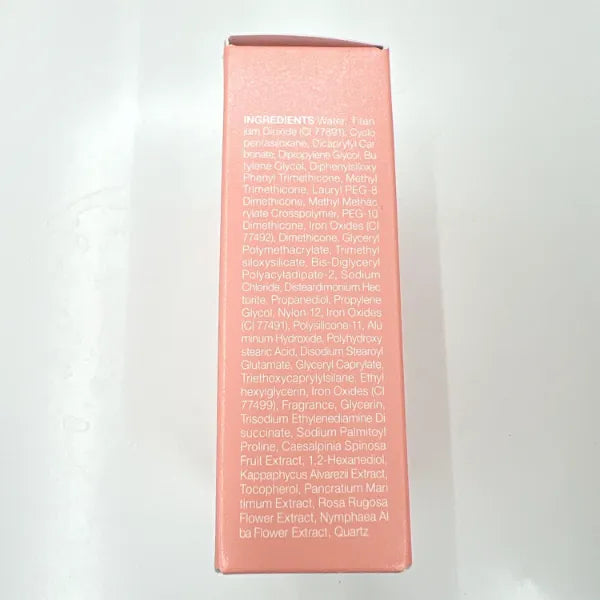 INGREDIENTS Water, Titan
ium Dioxide (CI 77891), Cyclo
pentasiloxane, Dicaprylyl Car
bonate, Dipropylene Glycol, Bu
tylene Glycol, Diphenylsiloxy
Phenyl Trimethicone, Methyl
Trimethicone, Lauryl PEG-8
Dimethicone, Methyl Methac
rylate Crosspolymer, PEG-10
Dimethicone, Iron Oxides (CI
77492), Dimethicone, Glyceryl
Polymethacrylate, Trimethyl
siloxysilicate, Bis-Diglyceryl
Polyacyladipate-2, Sodium
Chloride, Disteardimonium Hec
torite, Propanediol, Propylene
Glycol, Nylon-12, Iron Oxides
(CI 77491), Polysilicone-11, Alu
minum Hydroxide, Polyhydroxy
stearic Acid, Disodium Stearoyl
Glutamate, Glyceryl Caprylate,
Triethoxycaprylylsilane, Ethyl
hexylglycerin, Iron Oxides (CI
77499), Fragrance, Glycerin,
Trisodium Ethylenediamine Di
succinate, Sodium Palmitoyl
Proline, Caesalpinia Spinosa
Fruit Extract, 1,2-Hexanediol,
Kappaphycus Alvarezii Extract,
Tocopherol, Pancratium Mari
timum Extract, Rosa Rugosa
Flower Extract, Nymphaea Al
ba Flower Extract, Quartz